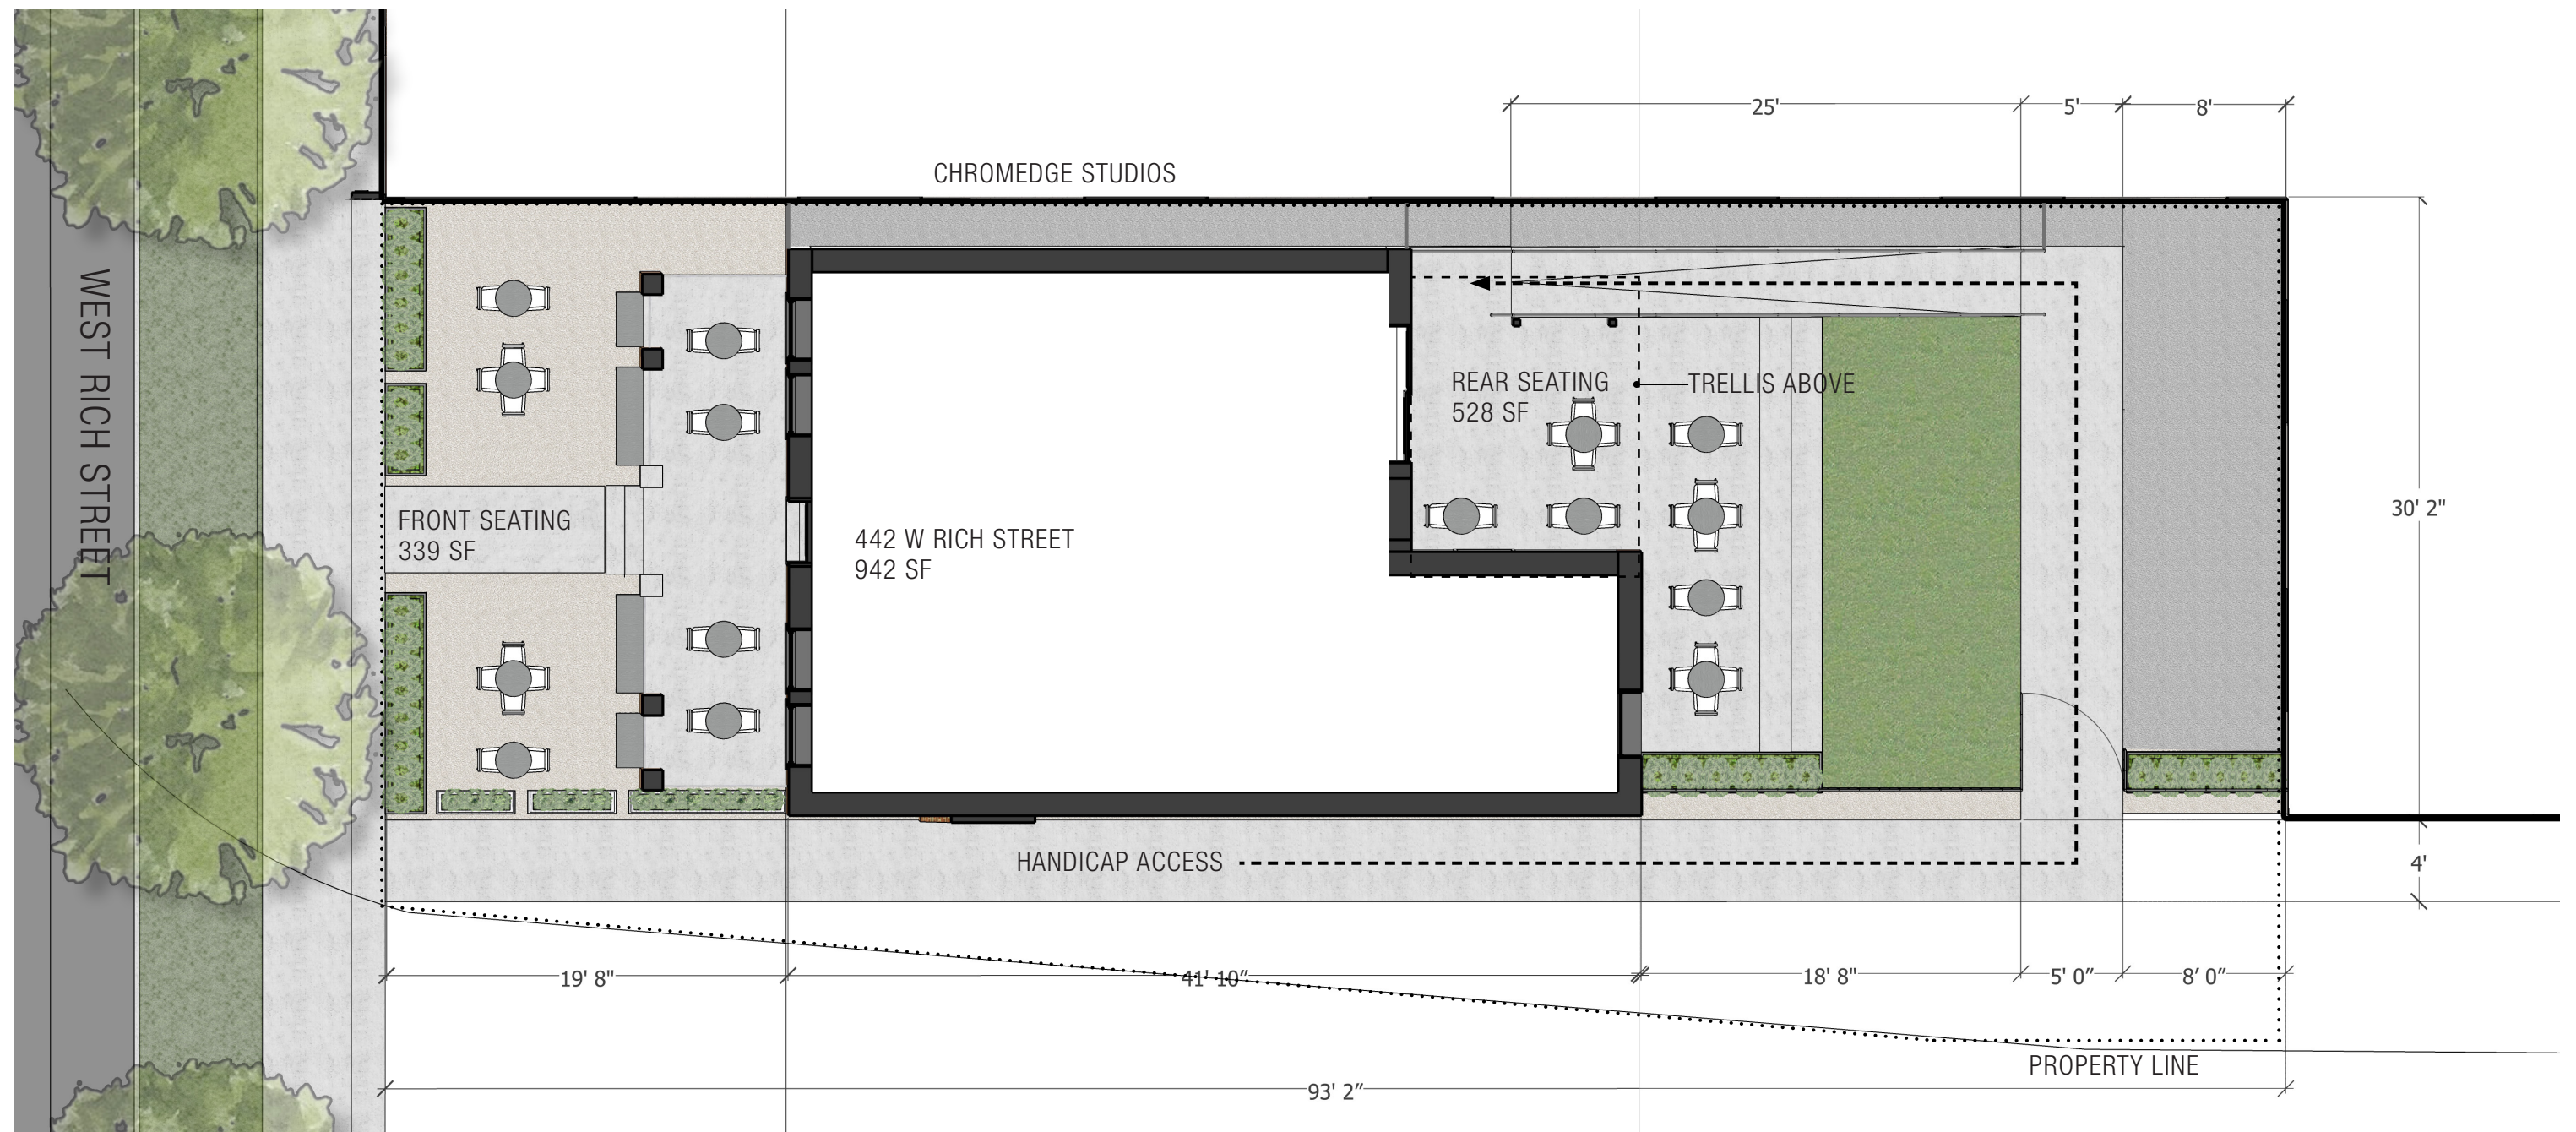 25'
5'
8'
CHROMEDGE STUDIOS
WEST RICH STREET
REAR SEATING
528 SF
TRELLIS ABOVE
30' 2"
FRONT SEATING
339 SF
442 W RICH STREET
942 SF
HANDICAP ACCESS
4'
19' 8"
41' 10"
18' 8"
5' 0"
8' 0"
PROPERTY LINE
93' 2"